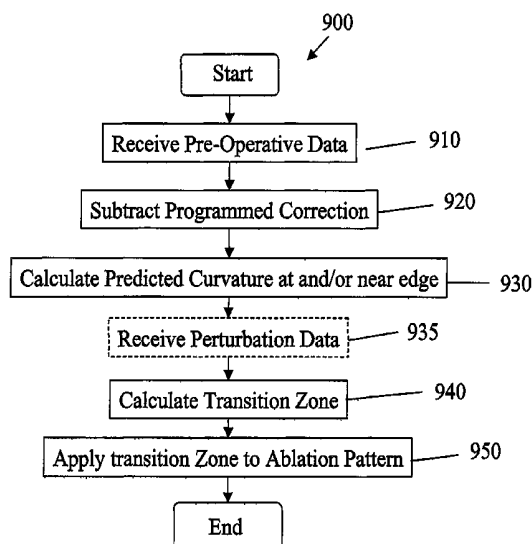 900
Start
Receive Pre-Operative Data
910
Subtract Programmed Correction
920
Calculate Predicted Curvature at and/or near edge
930
Receive Perturbation Data
935
Calculate Transition Zone
940
Apply transition Zone to Ablation Pattern
950
End